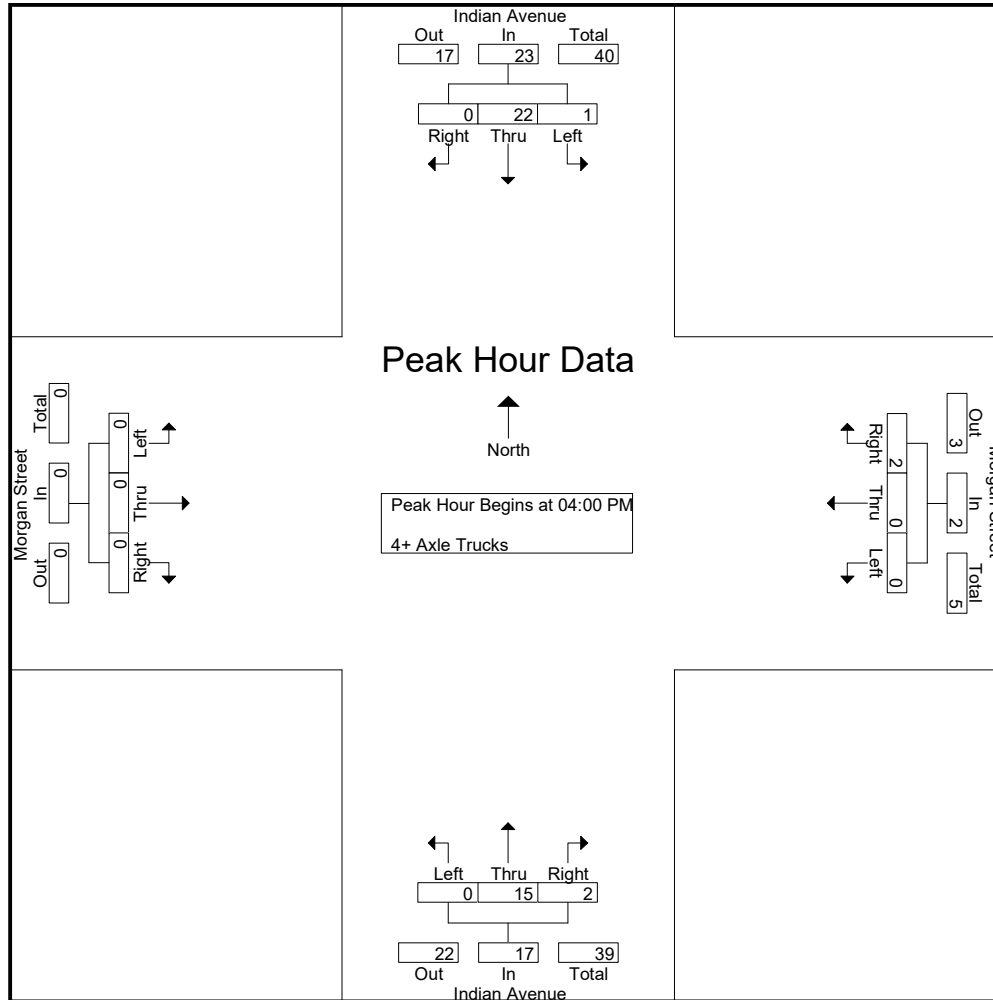 Indian Avenue
Out In Total
17 23 40
0 22 1
Right Thru Left
Peak Hour Data
North
Peak Hour Begins at 04:00 PM
4+ Axle Trucks
Morgan Street
Total In Out
0 0 0
0 0 0
Left Thru Right
Right Thru Left
2 0 0
3 2 5
Out In Total
Left Thru Right
0 15 2
22 17 39
Out In Total
Indian Avenue